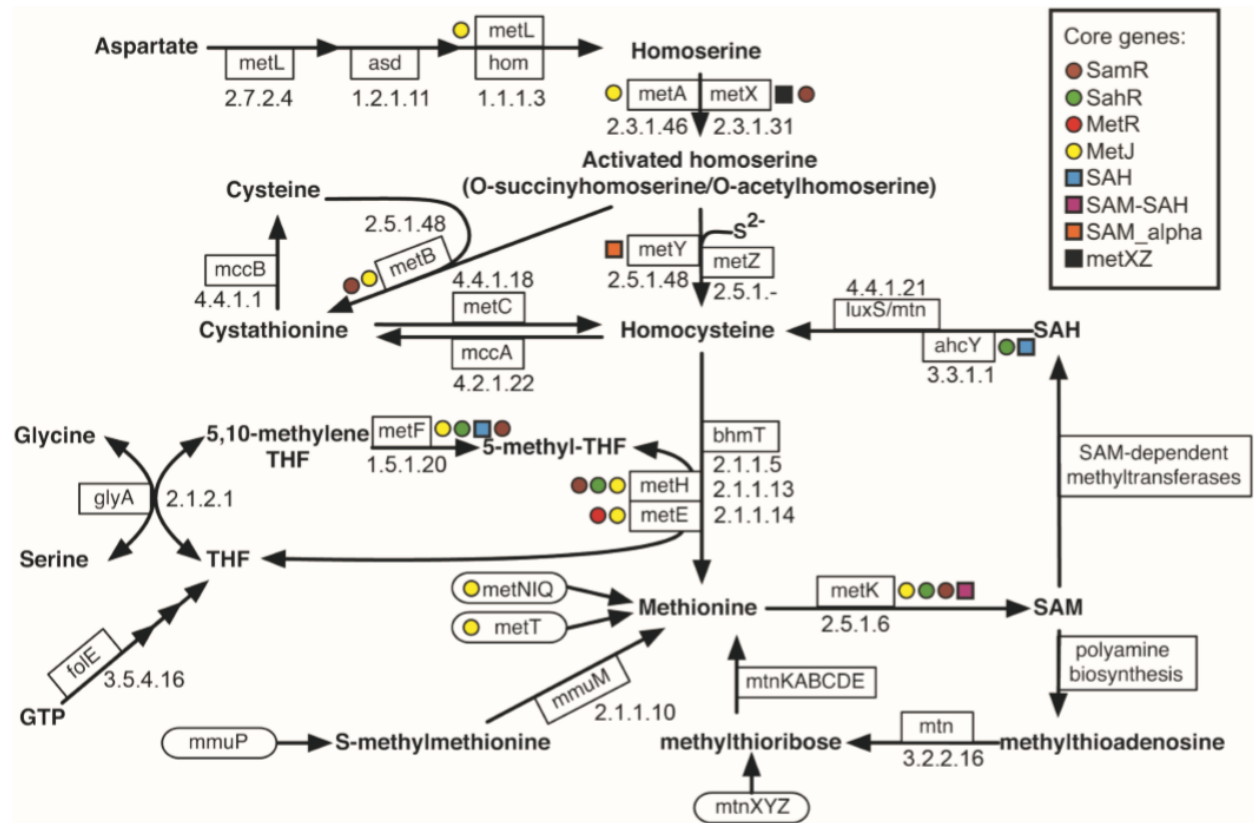 Aspartate
metL
2.7.2.4
asd
1.2.1.11
metL
hom
1.1.1.3
Homoserine
metA
metX
2.3.1.46
2.3.1.31
Activated homoserine
(O-succinyhomoserine/O-acetylhomoserine)
Core genes:
SamR
SahR
MetR
MetJ
SAH
SAM-SAH
SAM_alpha
metXZ
Cysteine
2.5.1.48
metB
mccB
4.4.1.1
metY
2.5.1.48
S2-
metZ
2.5.1.-
Cystathionine
4.4.1.18
metC
mccA
4.2.1.22
Homocysteine
4.4.1.21
luxS/mtn
ahcY
3.3.1.1
SAH
Glycine
5,10-methylene
THF
metF
1.5.1.20
5-methyl-THF
bhmT
2.1.1.5
metH
2.1.1.13
metE
2.1.1.14
SAM-dependent
methyltransferases
glyA
2.1.2.1
Serine
THF
metNIQ
metT
Methionine
metK
2.5.1.6
SAM
folE
3.5.4.16
GTP
mmuM
2.1.1.10
mtnKABCDE
polyamine
biosynthesis
mmuP
S-methylmethionine
methylthioribose
mtn
3.2.2.16
methylthioadenosine
mtnXYZ